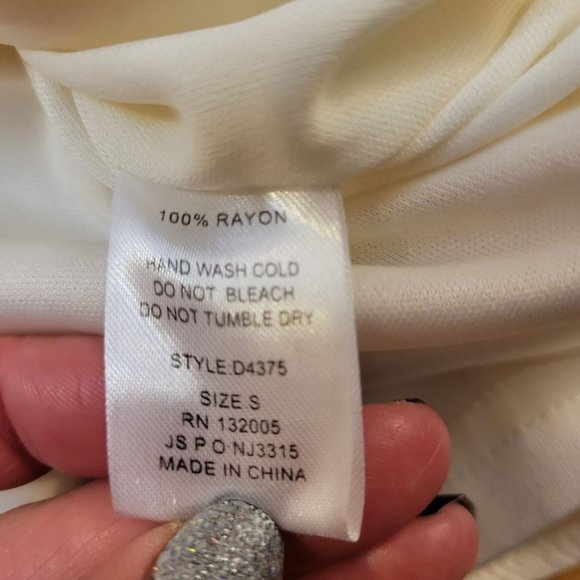 100% RAYON
HAND WASH COLD
DO NOT BLEACH
DO NOT TUMBLE DRY
STYLE:D4375
SIZE:S
RN 132005
JS P.O:NJ3315
MADE IN CHINA